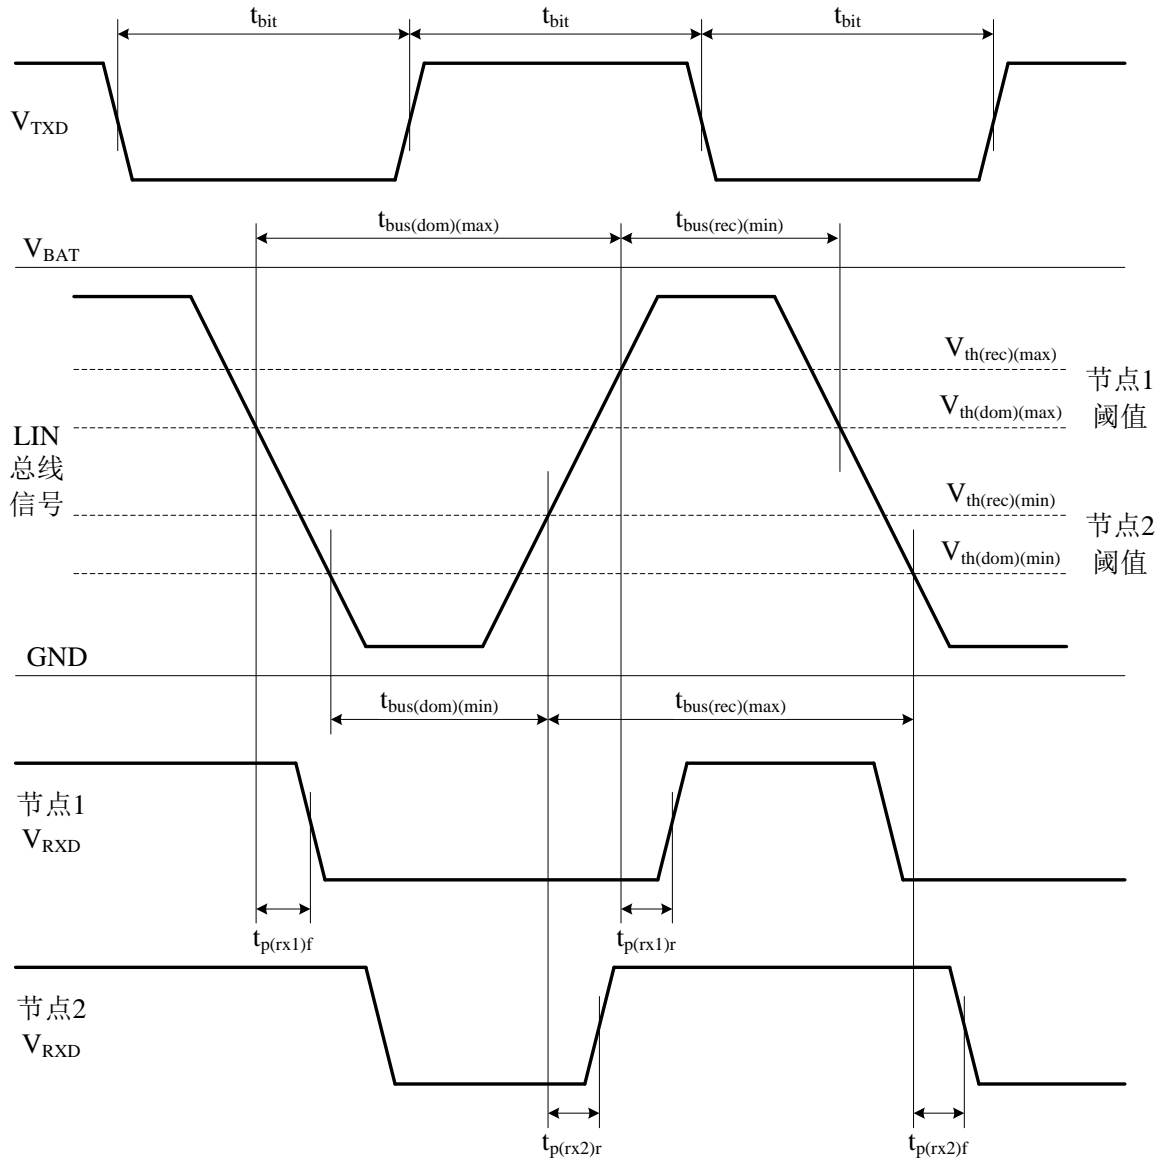 tbit tbit tbit
VTXD
tbus(dom)(max) tbus(rec)(min)
VBAT
Vth(rec)(max)
节点1
阈值
Vth(dom)(max)
LIN
总线
信号
Vth(rec)(min)
节点2
阈值
Vth(dom)(min)
GND
tbus(dom)(min) tbus(rec)(max)
节点1
VRXD
tp(rx1)f tp(rx1)r
节点2
VRXD
tp(rx2)r tp(rx2)f